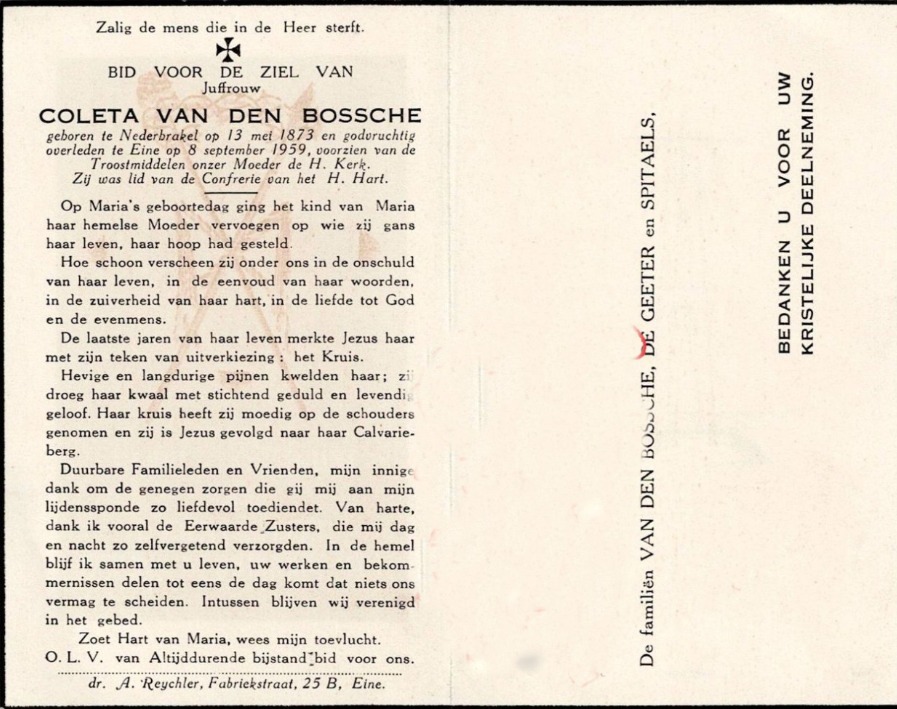 Zalig de mens die in de Heer sterft.
BID VOOR DE ZIEL VAN
Juffrouw
COLETA VAN DEN BOSSCHE
geboren te Nederbrakel op 13 mei 1873 en godvruchtig
overleden te Eine op 8 september 1959, voorzien van de
Troostmiddelen onzer Moeder de H. Kerk.
Zij was lid van de Confrerie van het H. Hart.
Op Maria's geboortedag ging het kind van Maria
haar hemelse Moeder vervoegen op wie zij gans
haar leven, haar hoop had gesteld.
Hoe schoon verscheen zij onder ons in de onschuld
van haar leven, in de eenvoud van haar woorden,
in de zuiverheid van haar hart, in de liefde tot God
en de evenmens.
De laatste jaren van haar leven merkte Jezus haar
met zijn teken van uitverkiezing : het Kruis.
Hevige en langdurige pijnen kwelden haar; zij
droeg haar kwaal met stichtend geduld en levendig
geloof. Haar kruis heeft zij moedig op de schouders
genomen en zij is Jezus gevolgd naar haar Calvarie-
berg.
Duurbare Familieleden en Vrienden, mijn innige
dank om de genegen zorgen die gij mij aan mijn
lijdenssponde zo liefdevol toediendet. Van harte,
dank ik vooral de Eerwaarde Zusters, die mij dag
en nacht zo zelfvergetend verzorgden. In de hemel
blijf ik samen met u leven, uw werken en bekom-
mernissen delen tot eens de dag komt dat niets ons
vermag te scheiden. Intussen blijven wij verenigd
in het gebed.
Zoet Hart van Maria, wees mijn toevlucht.
O. L. V. van Altijddurende bijstand bid voor ons.
dr. A. Reychler, Fabriekstraat, 25 B, Eine.
De familiën VAN DEN BOSSCHE, DE GEETER en SPITAELS,
BEDANKEN U VOOR UW
KRISTELIJKE DEELNEMING.